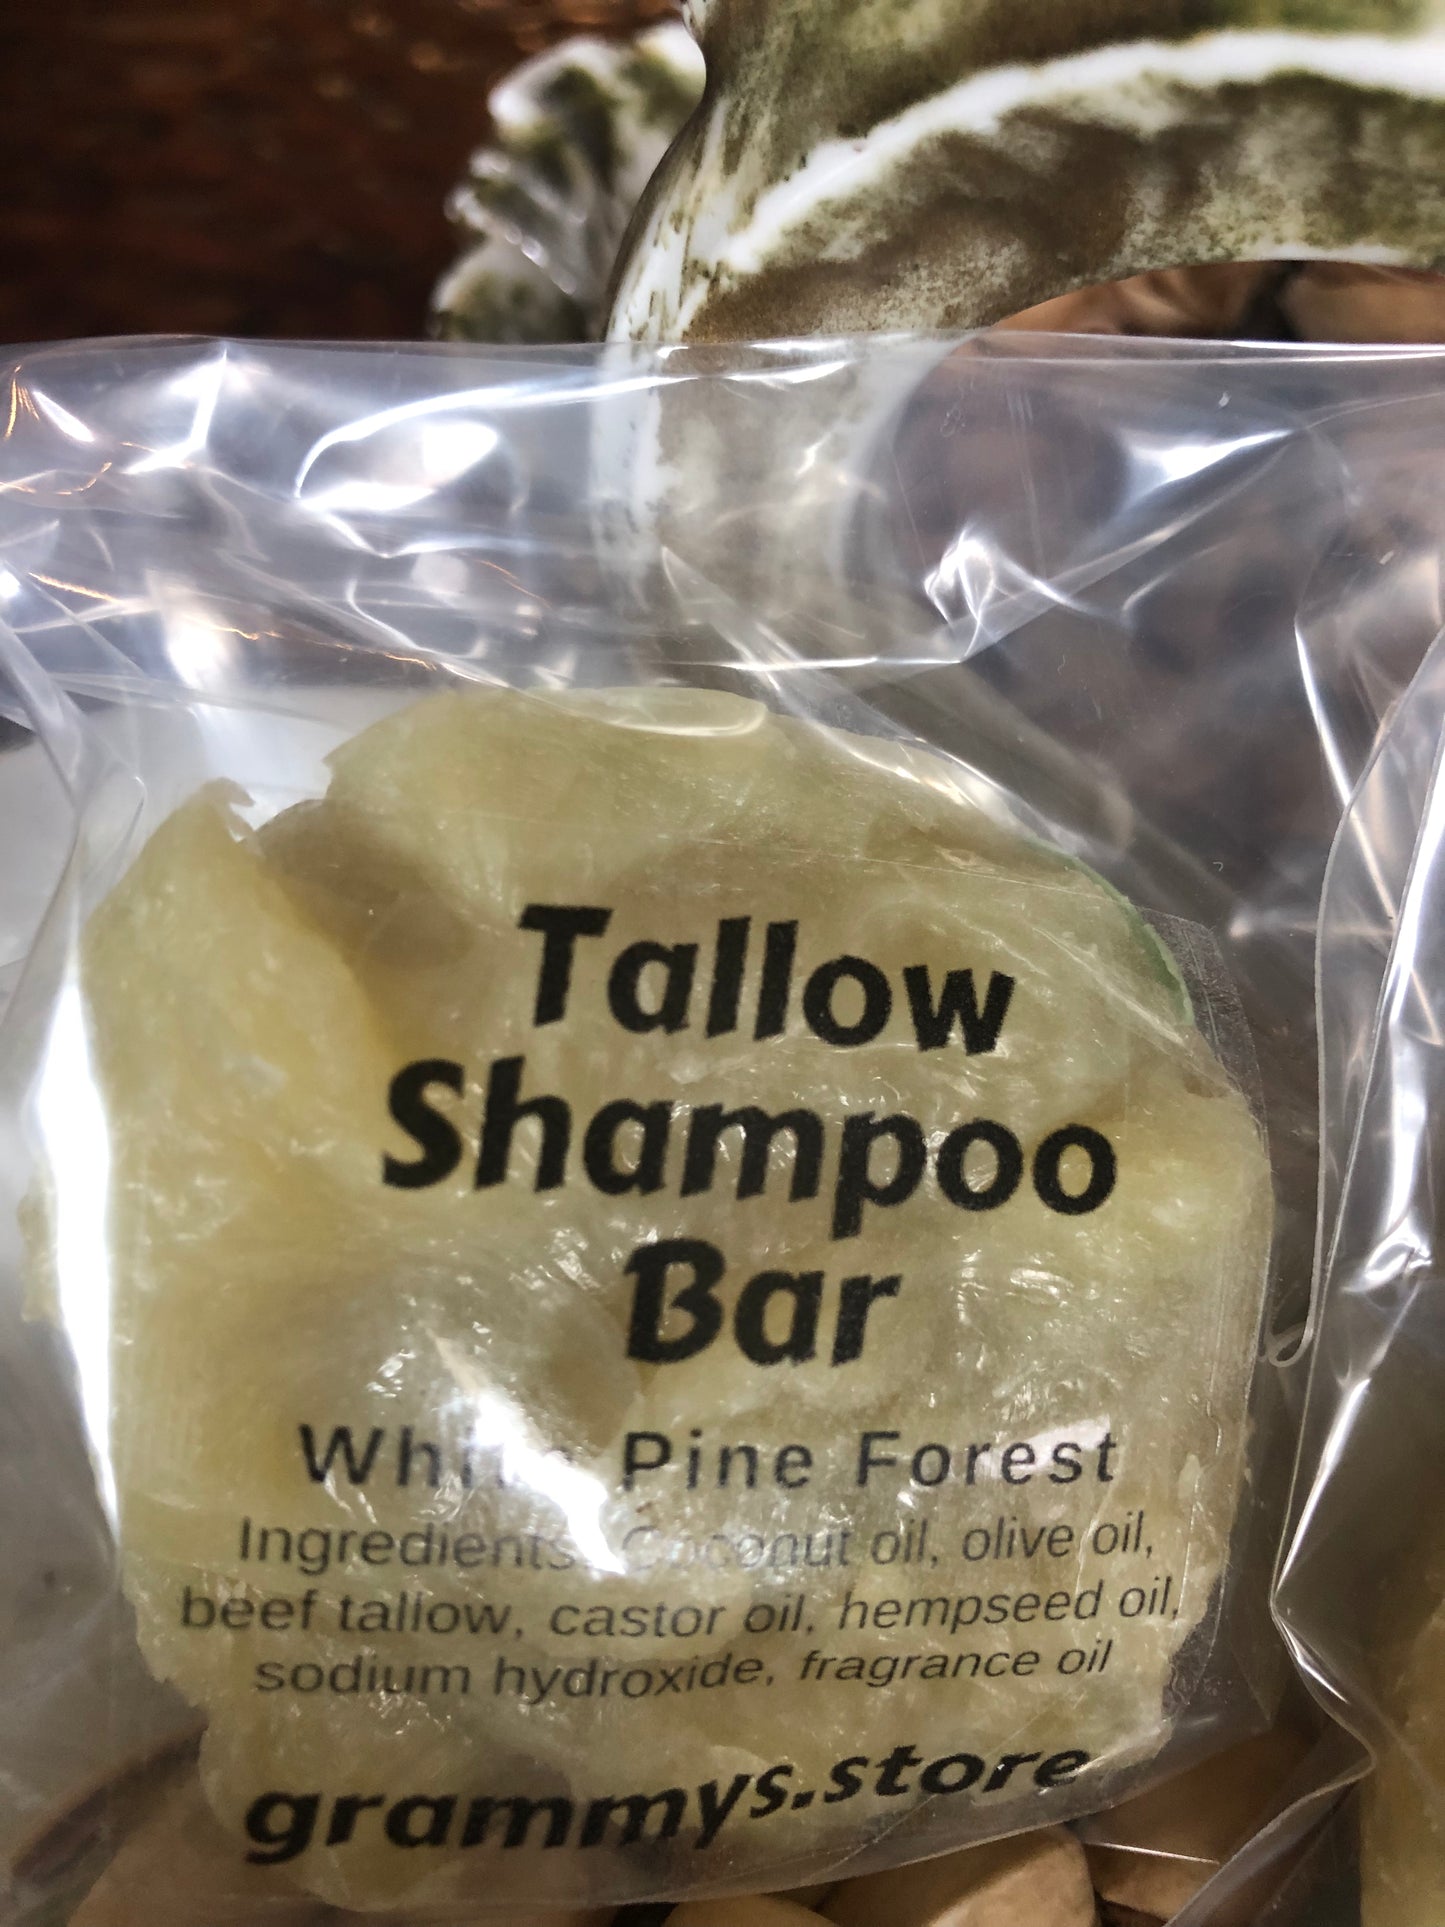 Tallow
Shampoo
Bar
White Pine Forest
Ingredients: Coconut oil, olive oil,
beef tallow, castor oil, hempseed oil,
sodium hydroxide, fragrance oil
grammys.store